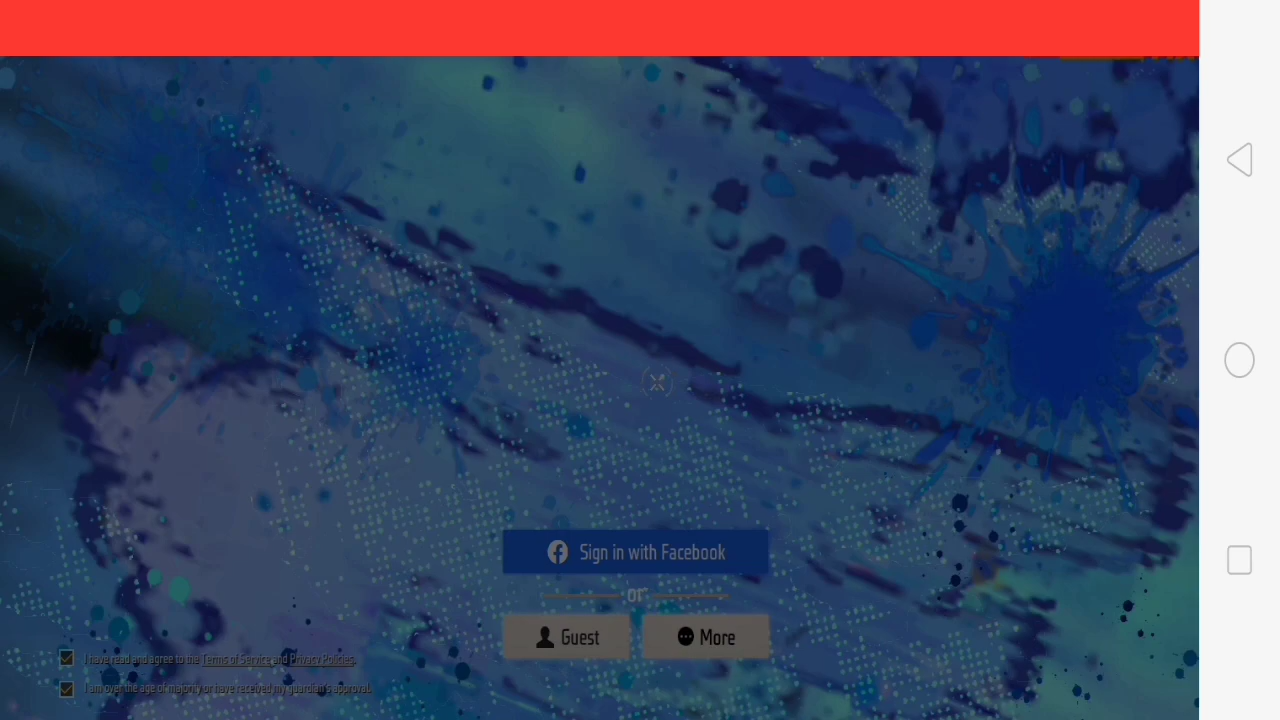 Sign in with Facebook
or
Guest
More
I have read and agree to the Terms of Service and Privacy Policies.
I am over the age of majority or have received my guardian's approval.